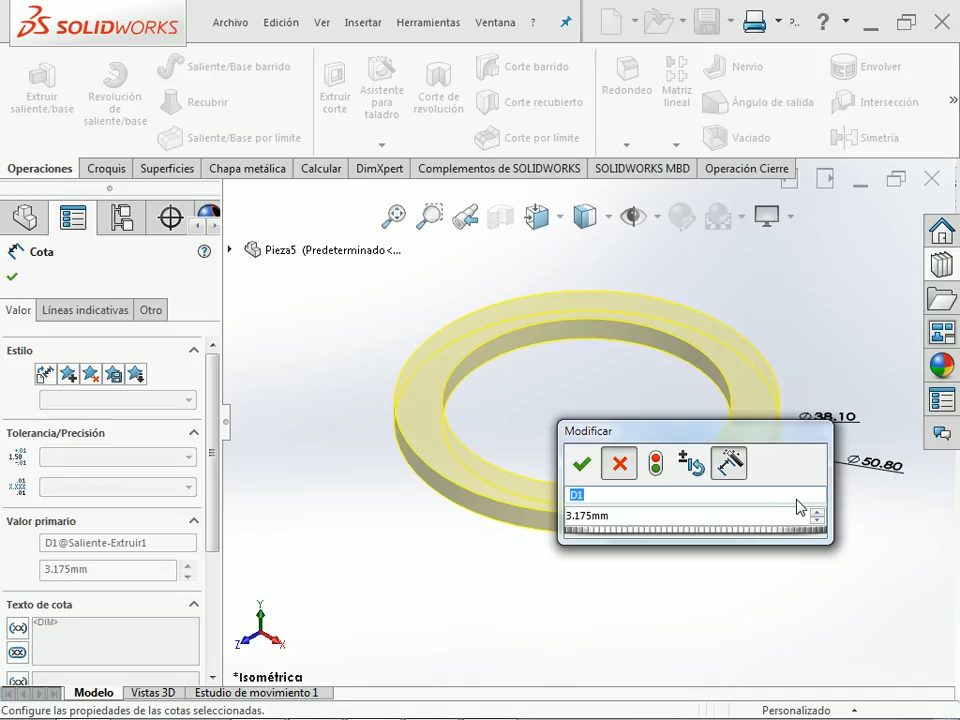 SOLIDWORKS
Archivo Edición Ver Insertar Herramientas Ventana ? P.. ?
Extruir saliente/base
Revolución de saliente/base
Saliente/Base barrido
Recubrir
Saliente/Base por límite
Extruir corte
Asistente para taladro
Corte de revolución
Corte barrido
Corte recubierto
Corte por límite
Redondeo
Matriz lineal
Nervio
Ángulo de salida
Vaciado
Envolver
Intersección
Simetría
»
Operaciones Croquis Superficies Chapa metálica Calcular DimXpert Complementos de SOLIDWORKS SOLIDWORKS MBD Operación Cierre
Cota ?
Pieza5 (Predeterminado<...
Valor Líneas indicativas Otro
Estilo
Tolerancia/Precisión
Valor primario
D1@Saliente-Extruir1
3.175mm
Texto de cota
<DIM>
Ø38.10
Ø50.80
Modificar
D1
3.175mm
Y
Z X
*Isométrica
Modelo Vistas 3D Estudio de movimiento 1
Configure las propiedades de las cotas seleccionadas. Personalizado